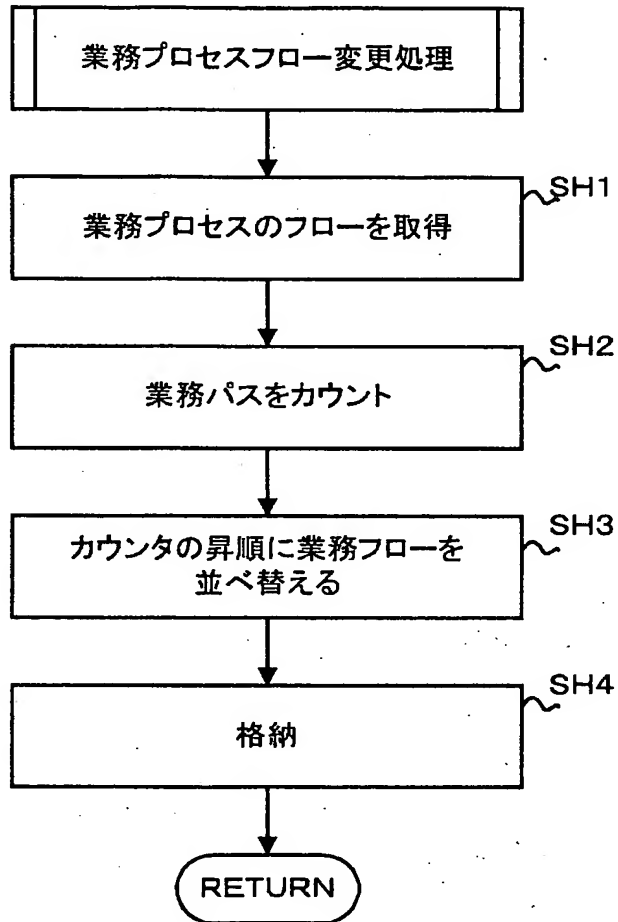 業務プロセスフロー変更処理
SH1
業務プロセスのフローを取得
SH2
業務パスをカウント
SH3
カウンタの昇順に業務フローを
並べ替える
SH4
格納
RETURN